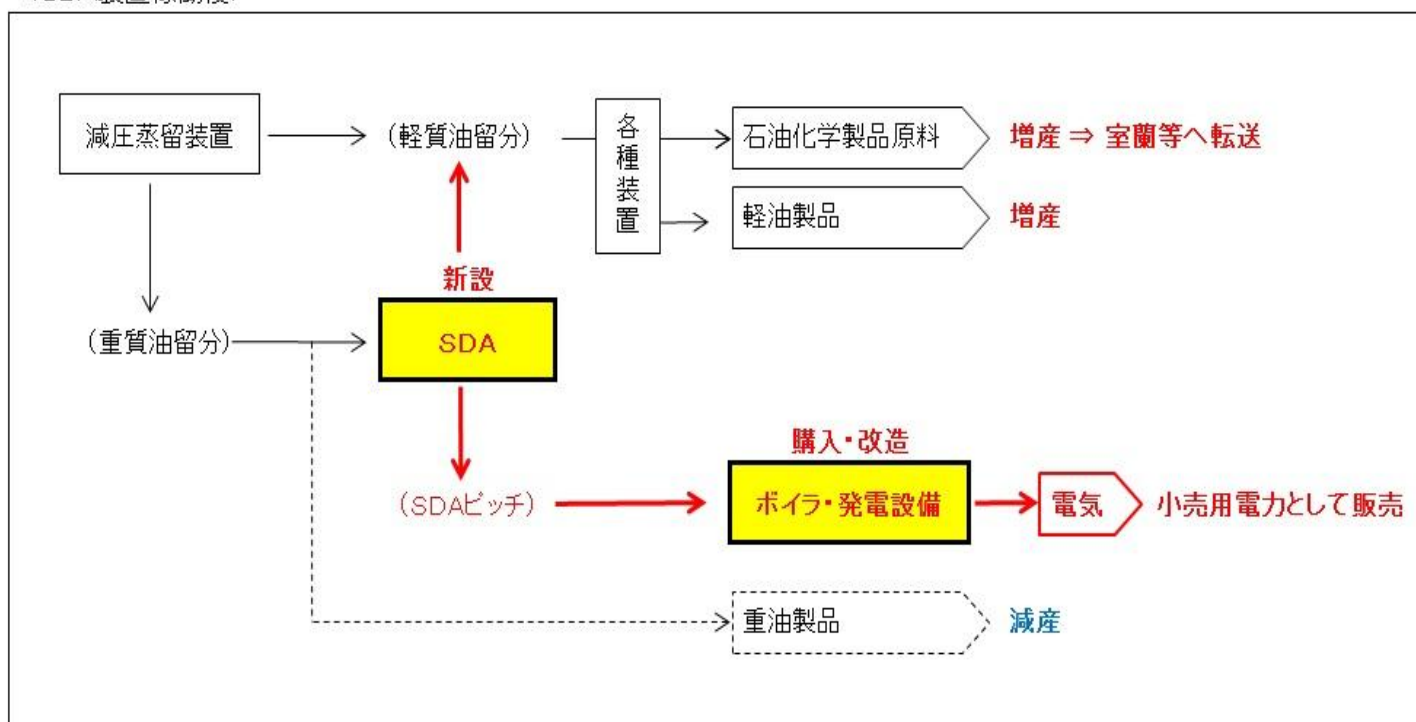 減圧蒸留装置
(軽質油留分)
各種装置
石油化学製品原料
増産 ⇒ 室蘭等へ転送
軽油製品
増産
新設
(重質油留分)
SDA
購入・改造
(SDAピッチ)
ボイラ・発電設備
電気
小売用電力として販売
重油製品
減産